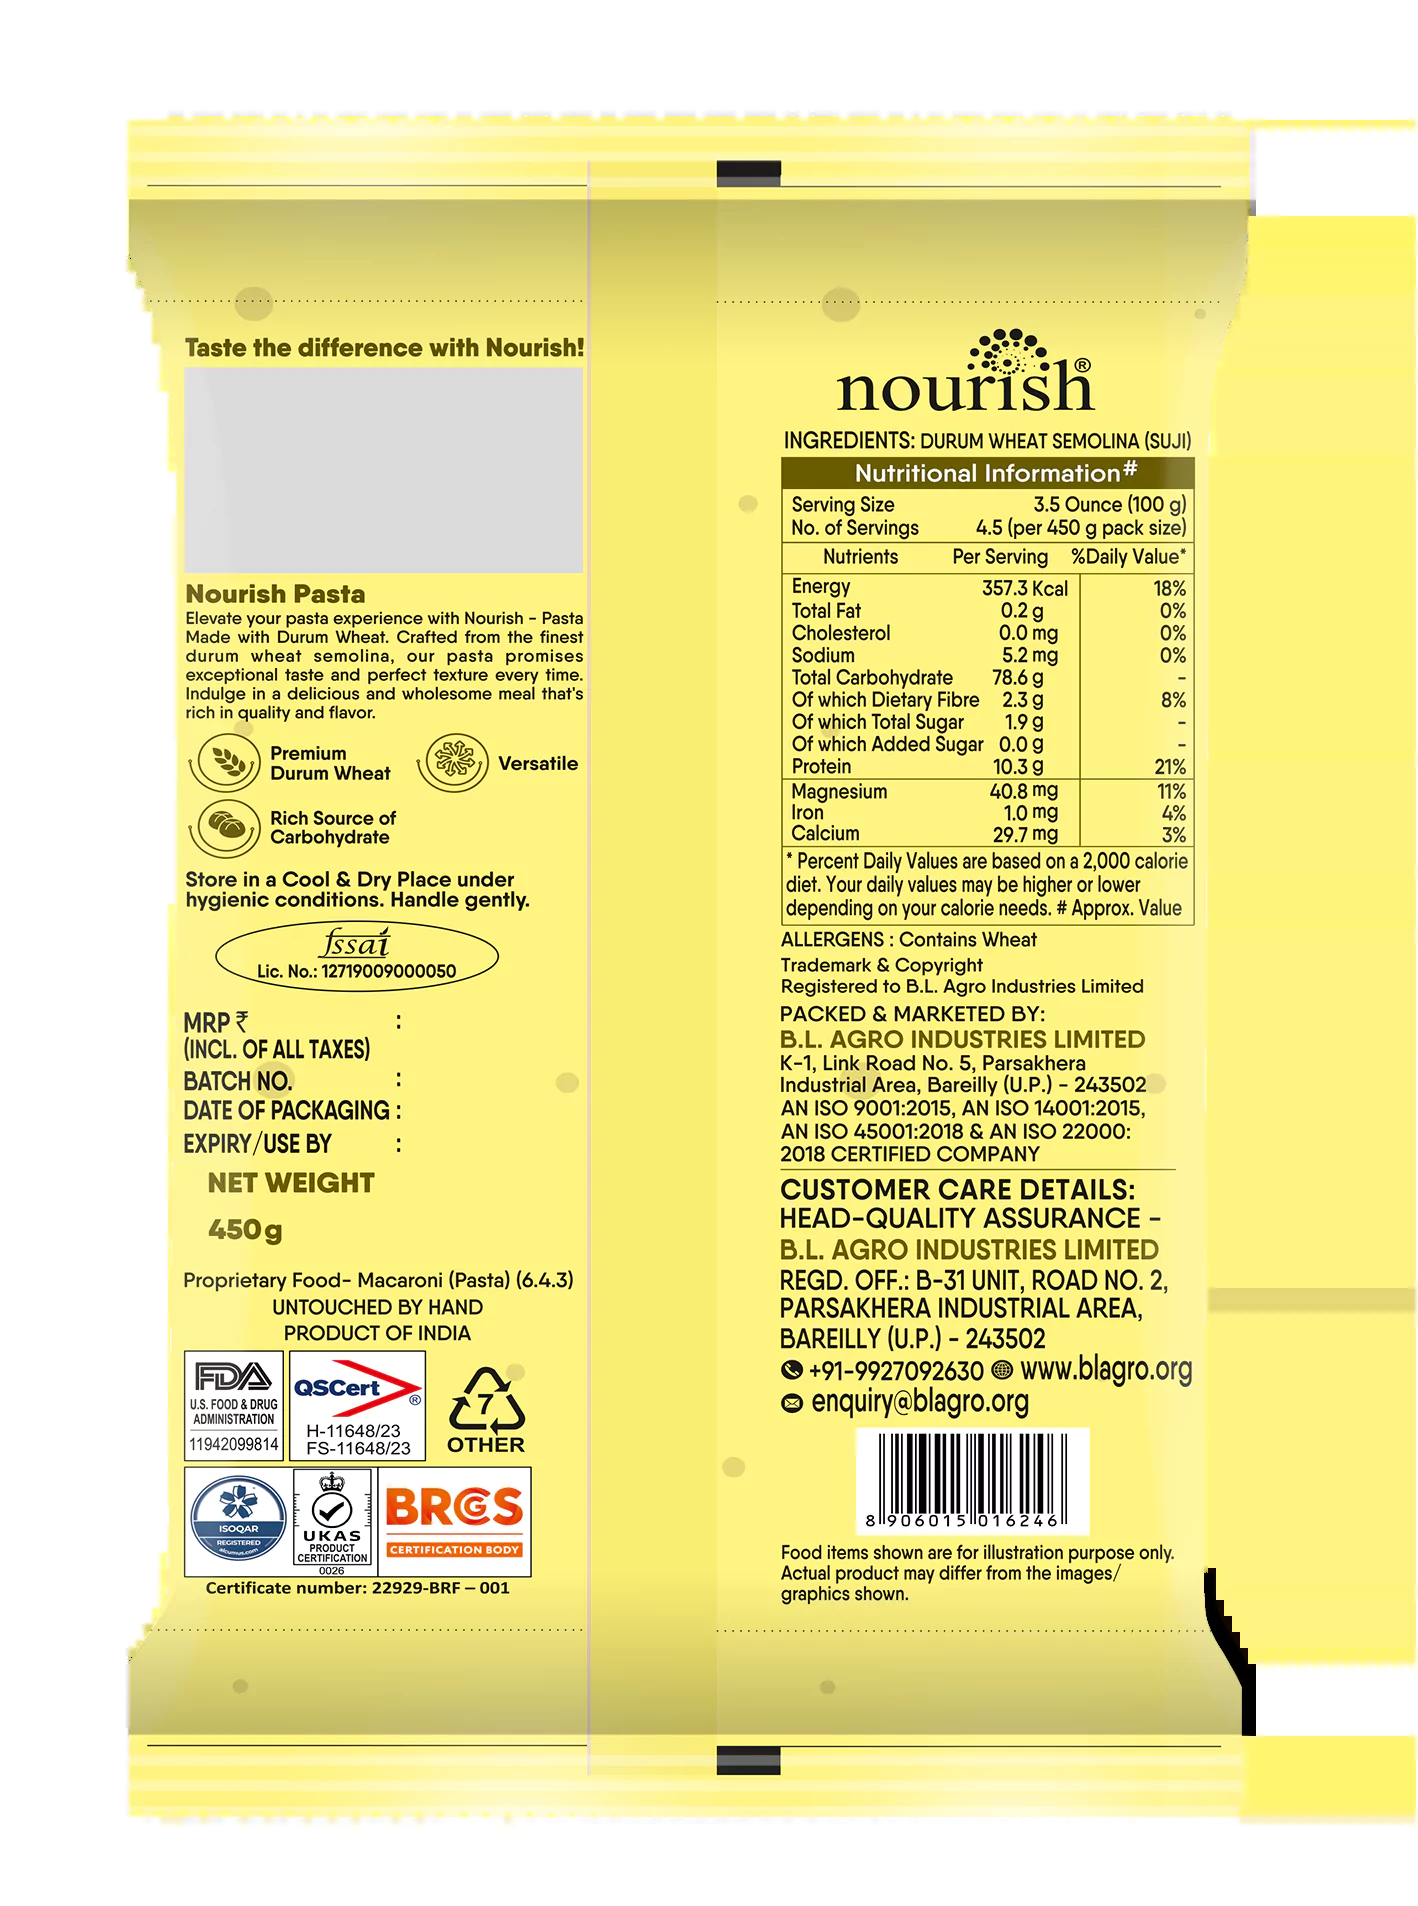 Taste the difference with Nourish!
Nourish Pasta
Elevate your pasta experience with Nourish - Pasta
Made with Durum Wheat. Crafted from the finest
durum wheat semolina, our pasta promises
exceptional taste and perfect texture every time.
Indulge in a delicious and wholesome meal that's
rich in quality and flavor.
Premium
Durum Wheat
Versatile
Rich Source of
Carbohydrate
Store in a Cool & Dry Place under
hygienic conditions. Handle gently.
fssai
Lic. No.: 12719009000050
MRP ₹ :
(INCL. OF ALL TAXES)
BATCH NO. :
DATE OF PACKAGING :
EXPIRY/USE BY :
NET WEIGHT
450g
Proprietary Food- Macaroni (Pasta) (6.4.3)
UNTOUCHED BY HAND
PRODUCT OF INDIA
FDA
U.S. FOOD & DRUG
ADMINISTRATION
11942099814
QSCert®
H-11648/23
FS-11648/23
7
OTHER
ISOQAR
REGISTERED
alcumus.com
UKAS
PRODUCT
CERTIFICATION
0026
BRCGS
CERTIFICATION BODY
Certificate number: 22929-BRF – 001
nourish®
INGREDIENTS: DURUM WHEAT SEMOLINA (SUJI)
Nutritional Information#
Serving Size 3.5 Ounce (100 g)
No. of Servings 4.5 (per 450 g pack size)
Nutrients Per Serving %Daily Value*
Energy 357.3 Kcal 18%
Total Fat 0.2 g 0%
Cholesterol 0.0 mg 0%
Sodium 5.2 mg 0%
Total Carbohydrate 78.6 g -
Of which Dietary Fibre 2.3 g 8%
Of which Total Sugar 1.9 g -
Of which Added Sugar 0.0 g -
Protein 10.3 g 21%
Magnesium 40.8 mg 11%
Iron 1.0 mg 4%
Calcium 29.7 mg 3%
* Percent Daily Values are based on a 2,000 calorie
diet. Your daily values may be higher or lower
depending on your calorie needs. # Approx. Value
ALLERGENS : Contains Wheat
Trademark & Copyright
Registered to B.L. Agro Industries Limited
PACKED & MARKETED BY:
B.L. AGRO INDUSTRIES LIMITED
K-1, Link Road No. 5, Parsakhera
Industrial Area, Bareilly (U.P.) - 243502
AN ISO 9001:2015, AN ISO 14001:2015,
AN ISO 45001:2018 & AN ISO 22000:
2018 CERTIFIED COMPANY
CUSTOMER CARE DETAILS:
HEAD-QUALITY ASSURANCE -
B.L. AGRO INDUSTRIES LIMITED
REGD. OFF.: B-31 UNIT, ROAD NO. 2,
PARSAKHERA INDUSTRIAL AREA,
BAREILLY (U.P.) - 243502
+91-9927092630 www.blagro.org
enquiry@blagro.org
8 906015 016246
Food items shown are for illustration purpose only.
Actual product may differ from the images/
graphics shown.